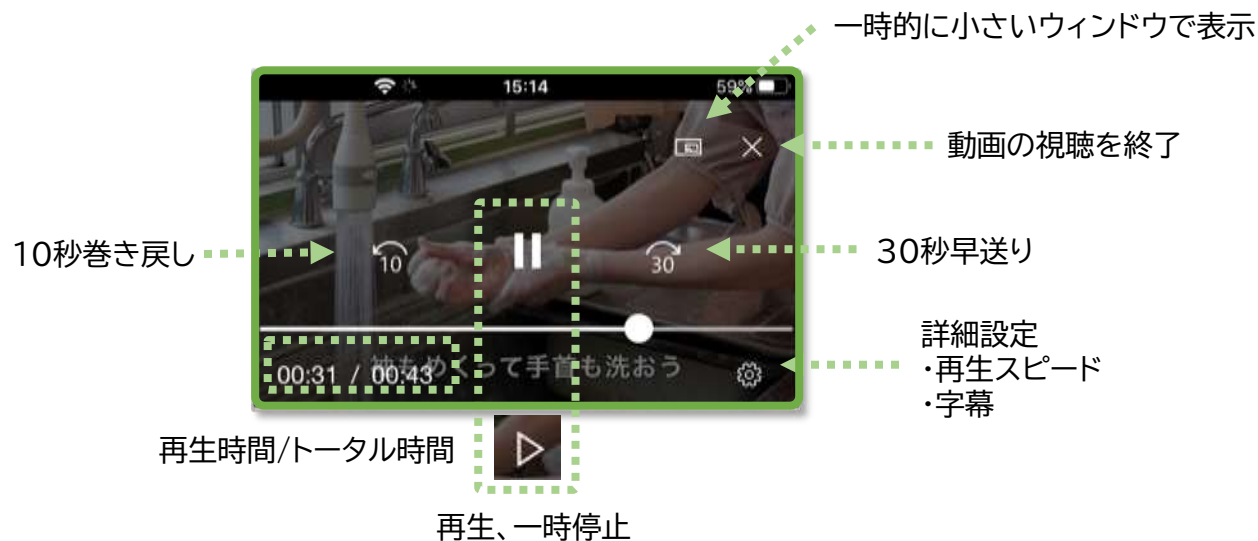 一時的に小さいウィンドウで表示
15:14
59%
動画の視聴を終了
10秒巻き戻し
10
30
30秒早送り
詳細設定
・再生スピード
・字幕
袖もめくって手首も洗おう
00:31 / 00:43
再生時間/トータル時間
再生、一時停止